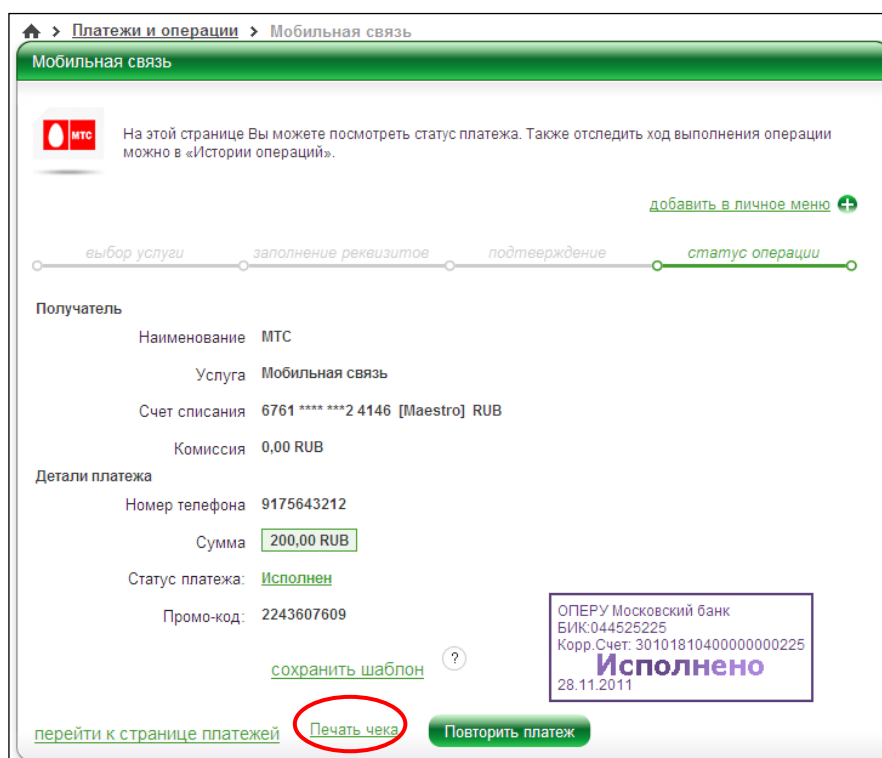 Платежи и операции > Мобильная связь
Мобильная связь
мтс
На этой странице Вы можете посмотреть статус платежа. Также отследить ход выполнения операции
можно в «Истории операций».
добавить в личное меню
выбор услуги заполнение реквизитов подтверждение статус операции
Получатель
Наименование МТС
Услуга Мобильная связь
Счет списания 6761 **** ***2 4146 [Maestro] RUB
Комиссия 0,00 RUB
Детали платежа
Номер телефона 9175643212
Сумма 200,00 RUB
Статус платежа: Исполнен
Промо-код: 2243607609
ОПЕРУ Московский банк
БИК:044525225
Корр.Счет: 30101810400000000225
Исполнено
28.11.2011
сохранить шаблон ?
перейти к странице платежей Печать чека Повторить платеж